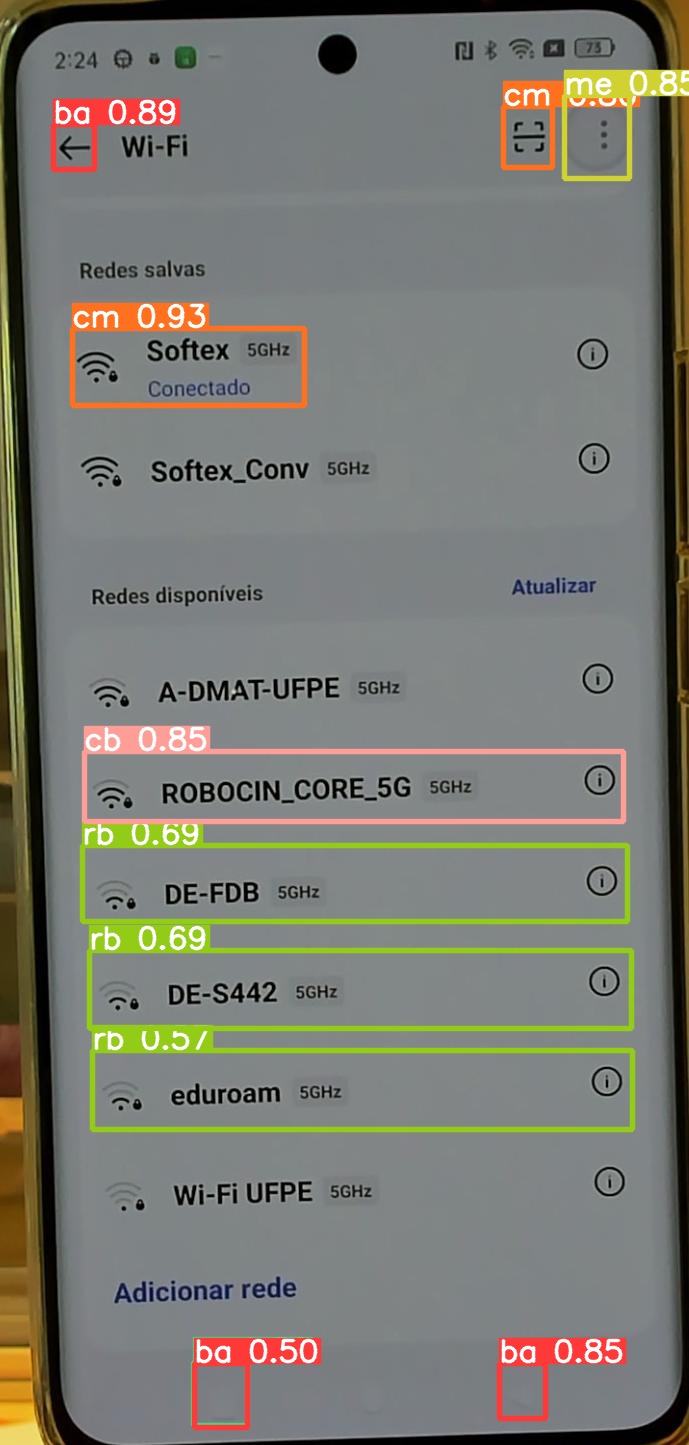 2:24 73
ba 0.89 cm 0.86 me 0.85
Wi-Fi
Redes salvas
cm 0.93
Softex 5GHz
Conectado
Softex_Conv 5GHz
Redes disponíveis Atualizar
A-DMAT-UFPE 5GHz
cb 0.85
ROBOCIN_CORE_5G 5GHz
rb 0.69
DE-FDB 5GHz
rb 0.69
DE-S442 5GHz
rb 0.57
eduroam 5GHz
Wi-Fi UFPE 5GHz
Adicionar rede
ba 0.50 ba 0.85